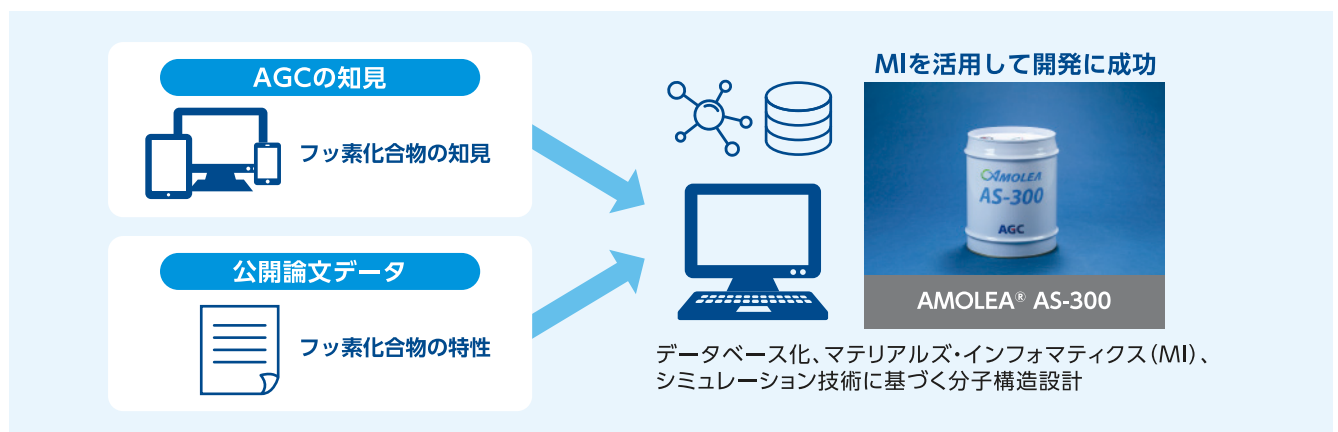 AGCの知見
フッ素化合物の知見
公開論文データ
フッ素化合物の特性
MIを活用して開発に成功
AMOLEA
AS-300
AGC
AMOLEA® AS-300
データベース化、マテリアルズ・インフォマティクス(MI)、
シミュレーション技術に基づく分子構造設計